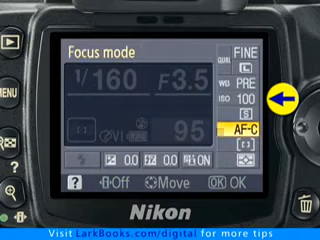 Focus mode
FINE
QUAL
L
1/160 F3.5
WB PRE
ISO 100
S
AF-C
[ ] VI 95
0.0 0.0 ON
? Off Move OK OK
MENU
?
Nikon
Visit LarkBooks.com/digital for more tips